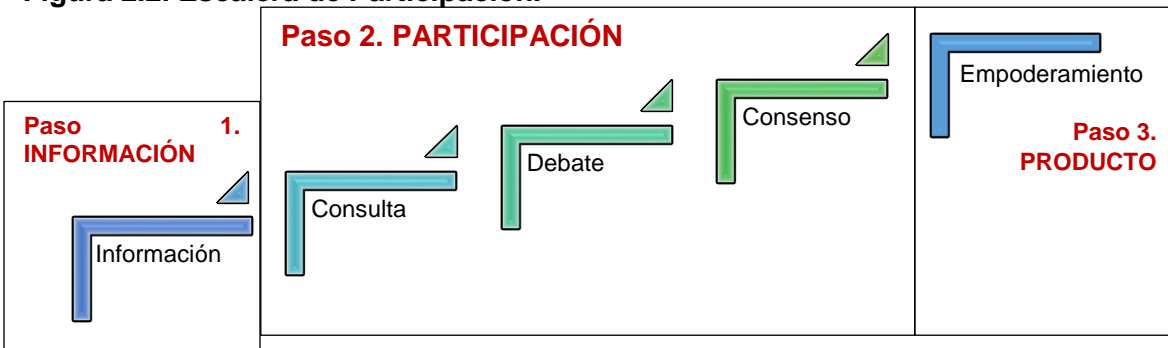 Paso 1.
INFORMACIÓN
Información
Paso 2. PARTICIPACIÓN
Consulta
Debate
Consenso
Empoderamiento
Paso 3.
PRODUCTO